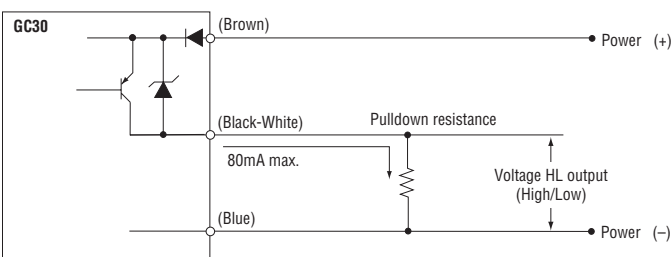 GC30
(Brown)
Power (+)
(Black-White)
Pulldown resistance
80mA max.
Voltage HL output
(High/Low)
(Blue)
Power (–)